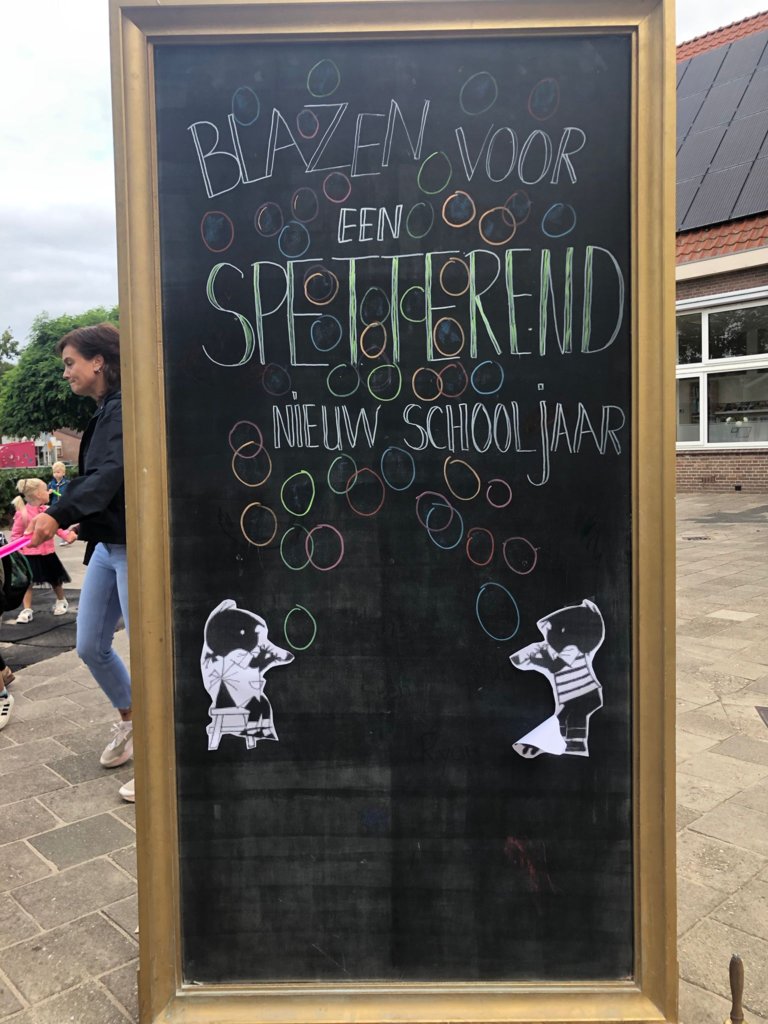 BLAZEN VOOR
EEN
SPETTEREND
NIEUW SCHOOLJAAR